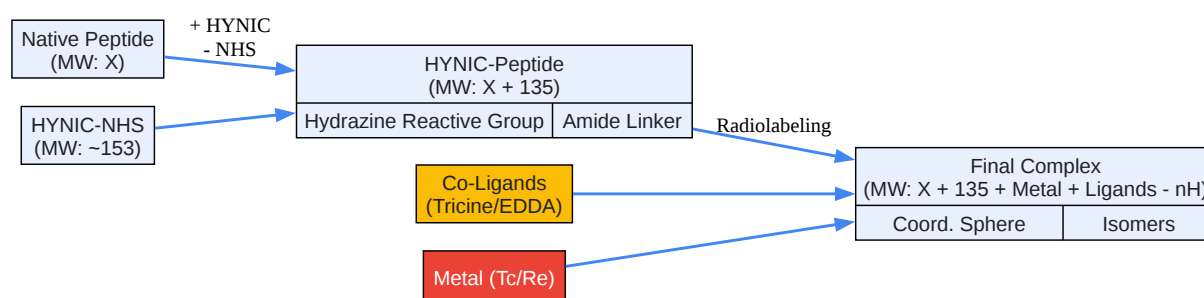 Native Peptide
(MW: X)
+ HYNIC
- NHS
HYNIC-NHS
(MW: ~153)
HYNIC-Peptide
(MW: X + 135)
Hydrazine Reactive Group
Amide Linker
Radiolabeling
Co-Ligands
(Tricine/EDDA)
Metal (Tc/Re)
Final Complex
(MW: X + 135 + Metal + Ligands - nH)
Coord. Sphere
Isomers